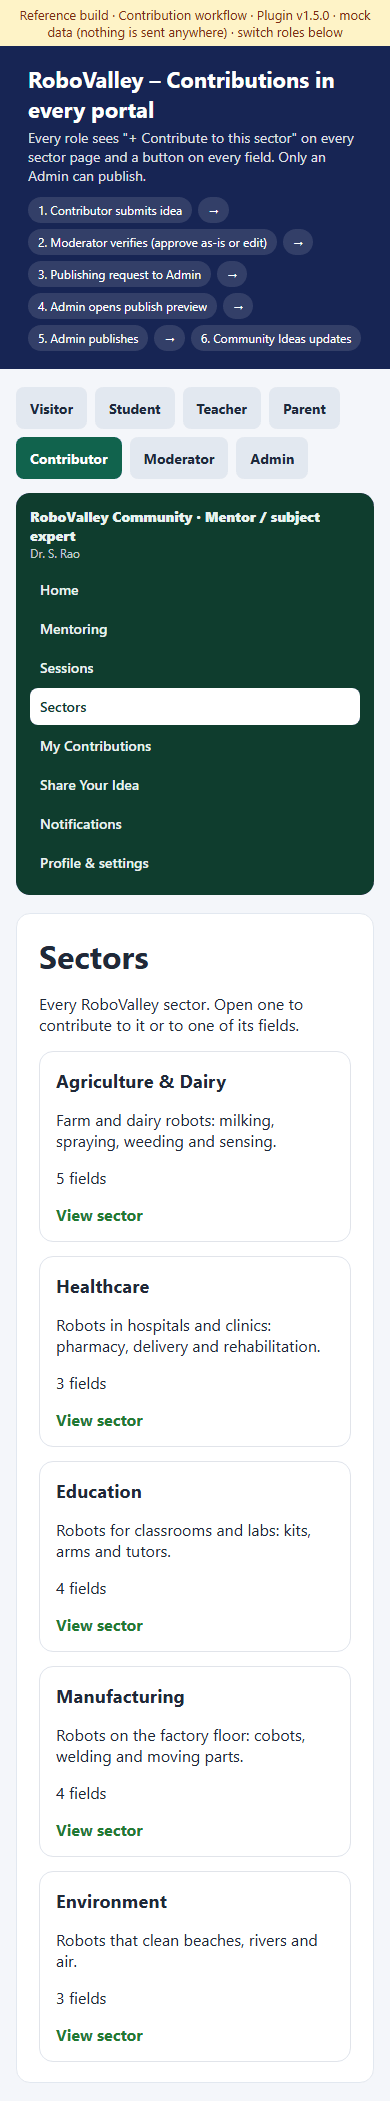 Reference build · Contribution workflow · Plugin v1.5.0 · mock
data (nothing is sent anywhere) · switch roles below
RoboValley – Contributions in
every portal
Every role sees "+ Contribute to this sector" on every
sector page and a button on every field. Only an
Admin can publish.
1. Contributor submits idea →
2. Moderator verifies (approve as-is or edit) →
3. Publishing request to Admin →
4. Admin opens publish preview →
5. Admin publishes → 6. Community Ideas updates
Visitor Student Teacher Parent
Contributor Moderator Admin
RoboValley Community · Mentor / subject
expert
Dr. S. Rao
Home
Mentoring
Sessions
Sectors
My Contributions
Share Your Idea
Notifications
Profile & settings
Sectors
Every RoboValley sector. Open one to
contribute to it or to one of its fields.
Agriculture & Dairy
Farm and dairy robots: milking,
spraying, weeding and sensing.
5 fields
View sector
Healthcare
Robots in hospitals and clinics:
pharmacy, delivery and rehabilitation.
3 fields
View sector
Education
Robots for classrooms and labs: kits,
arms and tutors.
4 fields
View sector
Manufacturing
Robots on the factory floor: cobots,
welding and moving parts.
4 fields
View sector
Environment
Robots that clean beaches, rivers and
air.
3 fields
View sector